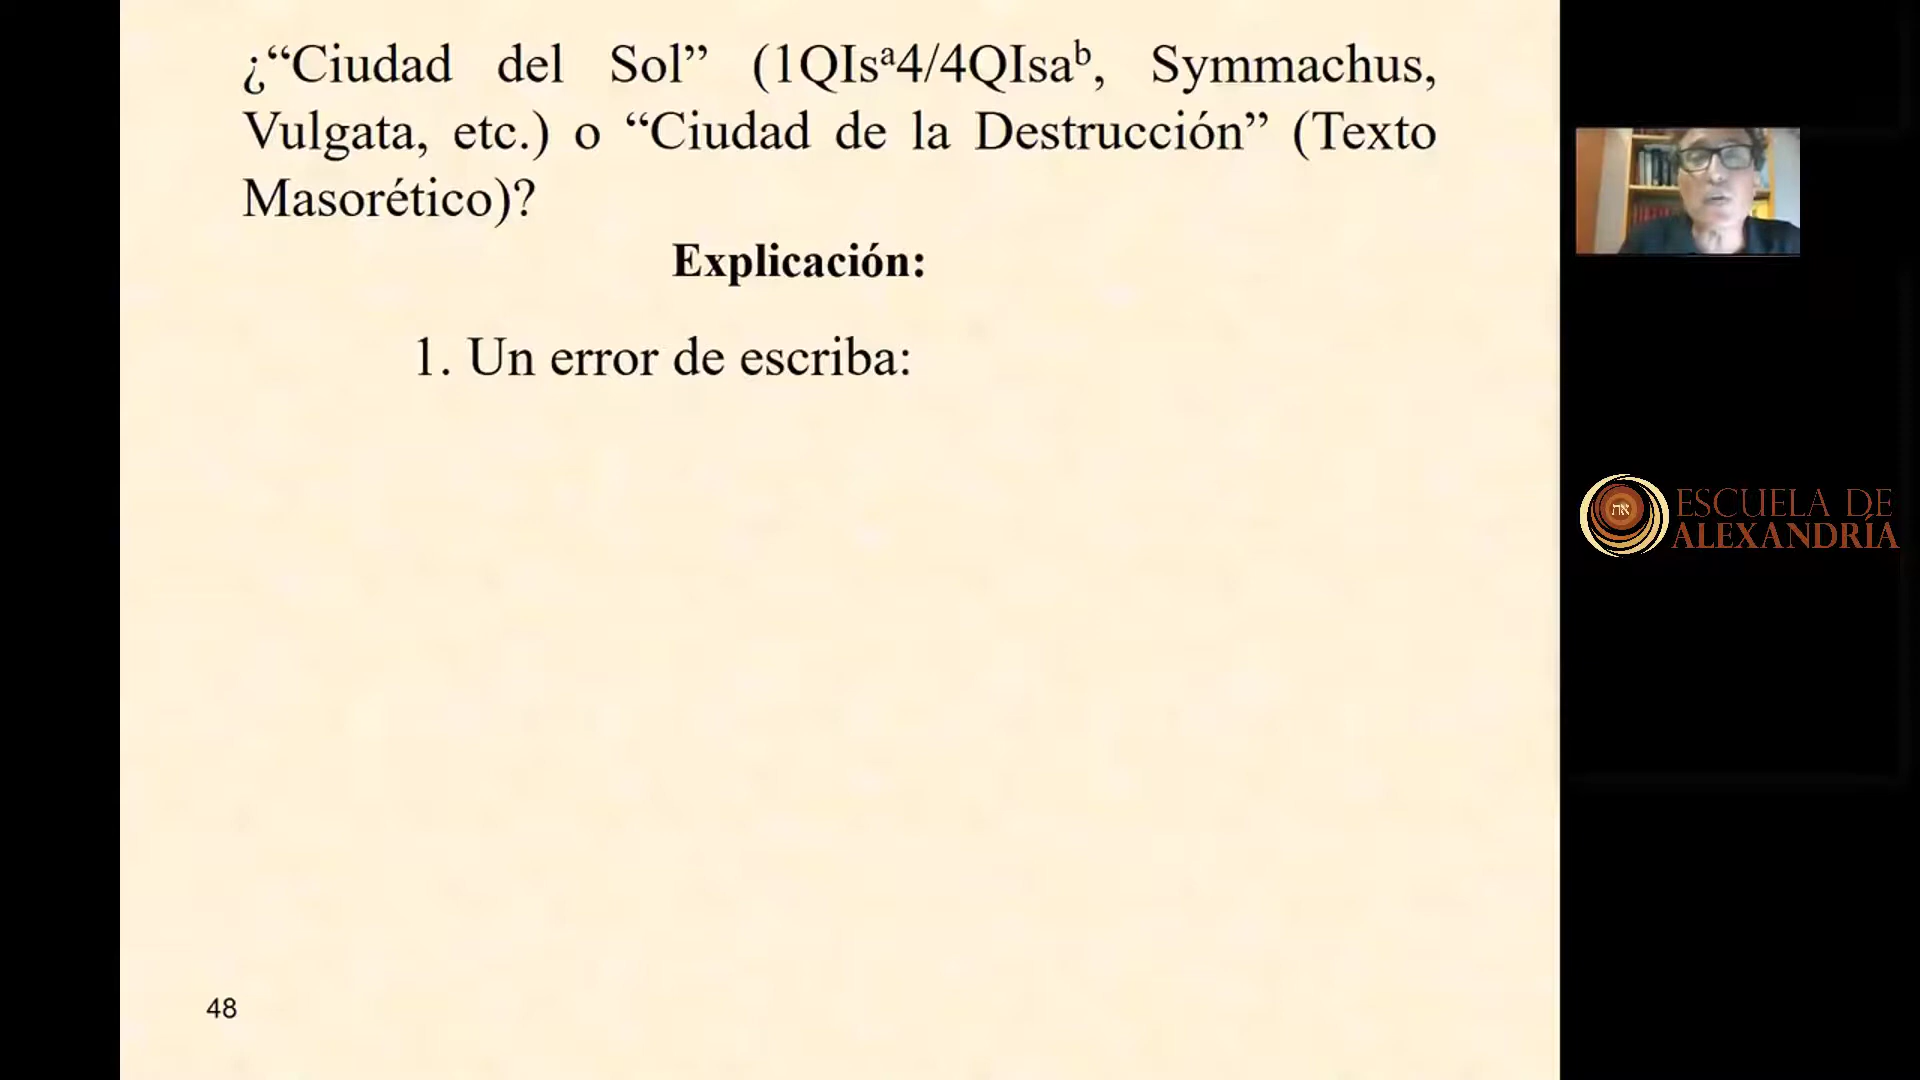 ¿“Ciudad del Sol” (1QIsᵃ4/4QIsaᵇ, Symmachus,
Vulgata, etc.) o “Ciudad de la Destrucción” (Texto
Masorético)?
Explicación:
1. Un error de escriba:
48
את
ESCUELA DE
ALEXANDRÍA